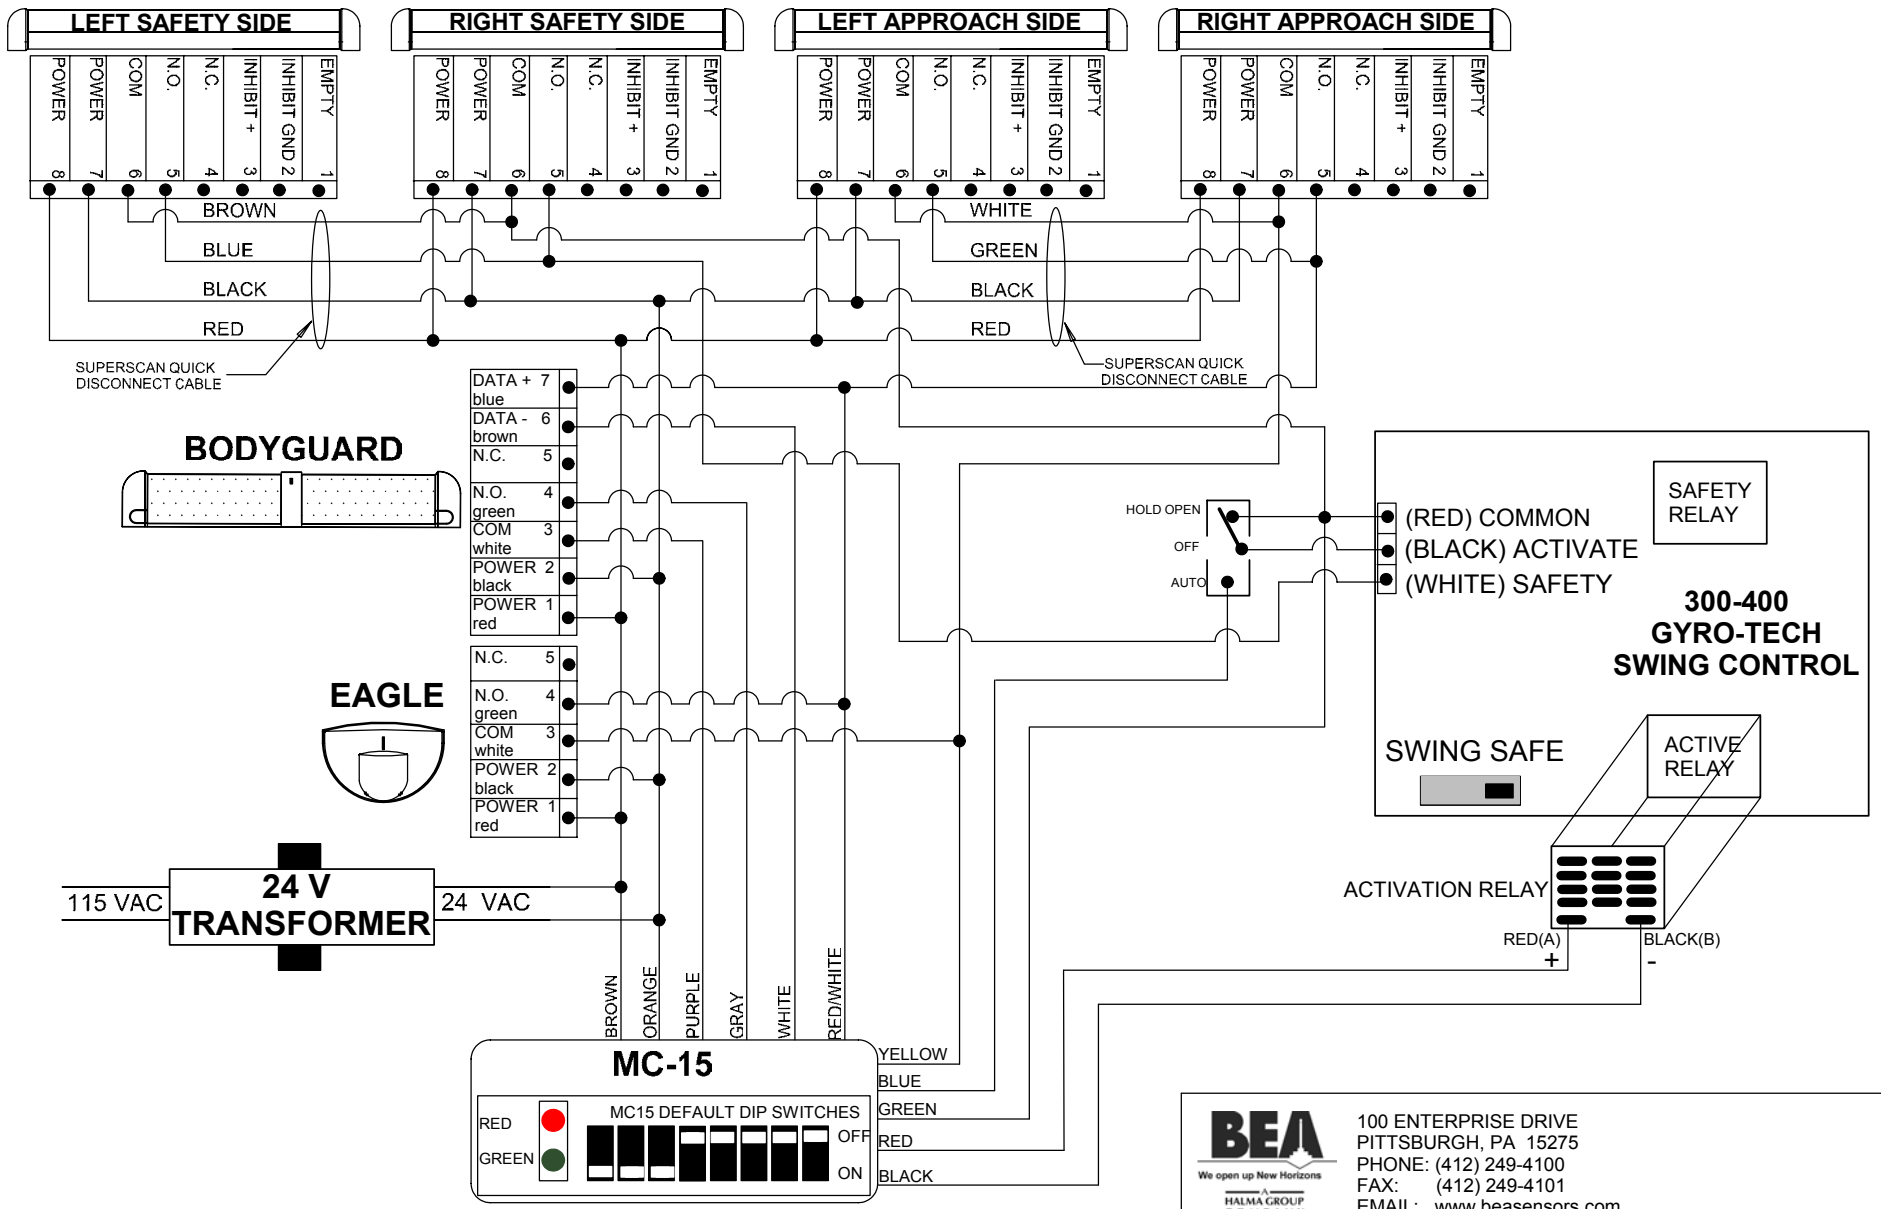 LEFT SAFETY SIDE
RIGHT SAFETY SIDE
LEFT APPROACH SIDE
RIGHT APPROACH SIDE
POWER 8
POWER 7
COM 6
N.O. 5
N.C. 4
INHIBIT + 3
INHIBIT GND 2
EMPTY 1
POWER 8
POWER 7
COM 6
N.O. 5
N.C. 4
INHIBIT + 3
INHIBIT GND 2
EMPTY 1
POWER 8
POWER 7
COM 6
N.O. 5
N.C. 4
INHIBIT + 3
INHIBIT GND 2
EMPTY 1
POWER 8
POWER 7
COM 6
N.O. 5
N.C. 4
INHIBIT + 3
INHIBIT GND 2
EMPTY 1
BROWN
BLUE
BLACK
RED
WHITE
GREEN
BLACK
RED
SUPERSCAN QUICK
DISCONNECT CABLE
SUPERSCAN QUICK
DISCONNECT CABLE
BODYGUARD
DATA + 7
blue
DATA - 6
brown
N.C. 5
N.O. 4
green
COM 3
white
POWER 2
black
POWER 1
red
EAGLE
N.C. 5
N.O. 4
green
COM 3
white
POWER 2
black
POWER 1
red
HOLD OPEN
OFF
AUTO
(RED) COMMON
(BLACK) ACTIVATE
(WHITE) SAFETY
SAFETY
RELAY
300-400
GYRO-TECH
SWING CONTROL
SWING SAFE
ACTIVE
RELAY
ACTIVATION RELAY
RED(A)
+
BLACK(B)
-
115 VAC
24 V
TRANSFORMER
24 VAC
BROWN
ORANGE
PURPLE
GRAY
WHITE
RED/WHITE
MC-15
YELLOW
BLUE
GREEN
RED
BLACK
RED
GREEN
MC15 DEFAULT DIP SWITCHES
OFF
ON
BEA
We open up New Horizons
A
HALMA GROUP
100 ENTERPRISE DRIVE
PITTSBURGH, PA 15275
PHONE: (412) 249-4100
FAX: (412) 249-4101
EMAIL: www.beasensors.com